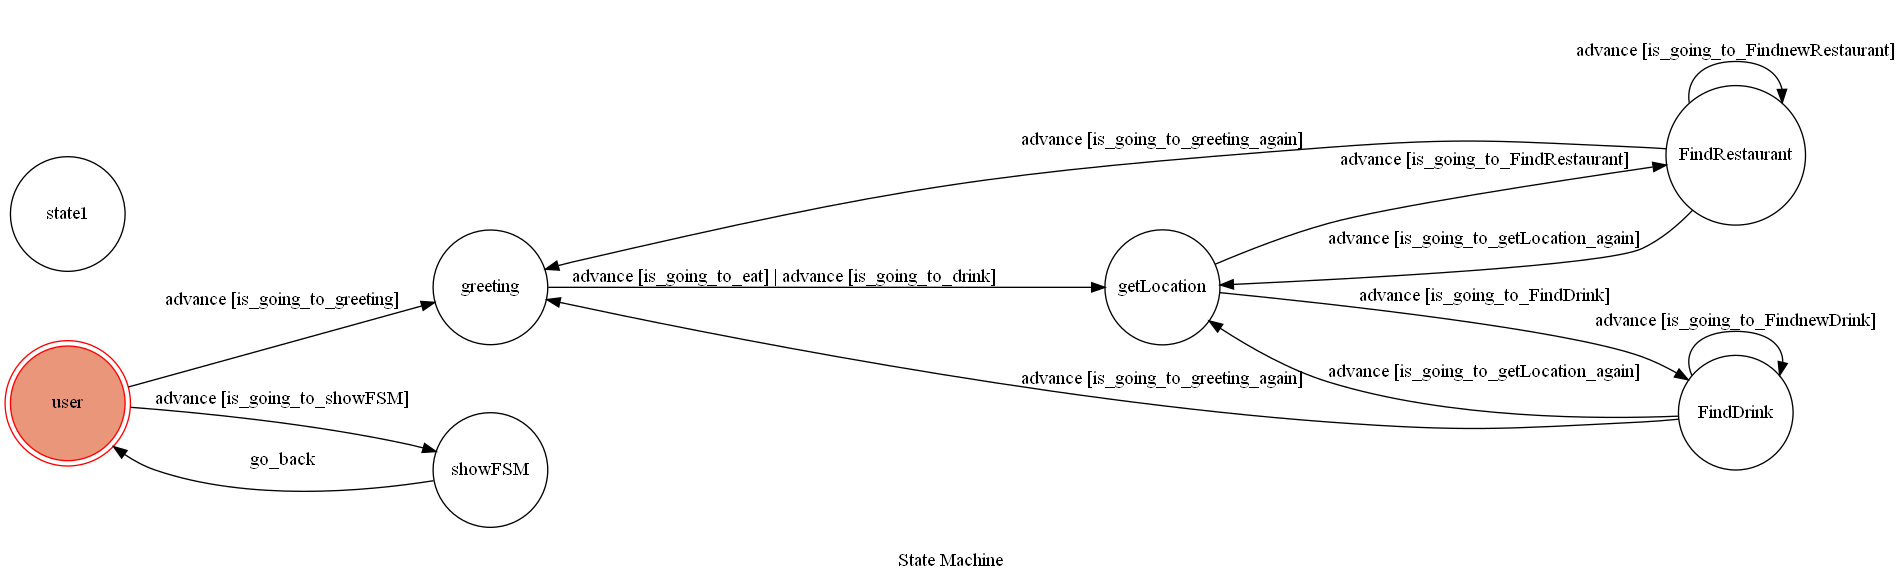 advance [is_going_to_FindnewRestaurant]
advance [is_going_to_greeting_again]
FindRestaurant
advance [is_going_to_FindRestaurant]
state1
advance [is_going_to_getLocation_again]
advance [is_going_to_eat] | advance [is_going_to_drink]
greeting
getLocation
advance [is_going_to_greeting]
advance [is_going_to_FindDrink]
advance [is_going_to_FindnewDrink]
advance [is_going_to_getLocation_again]
advance [is_going_to_greeting_again]
user
advance [is_going_to_showFSM]
FindDrink
go_back
showFSM
State Machine